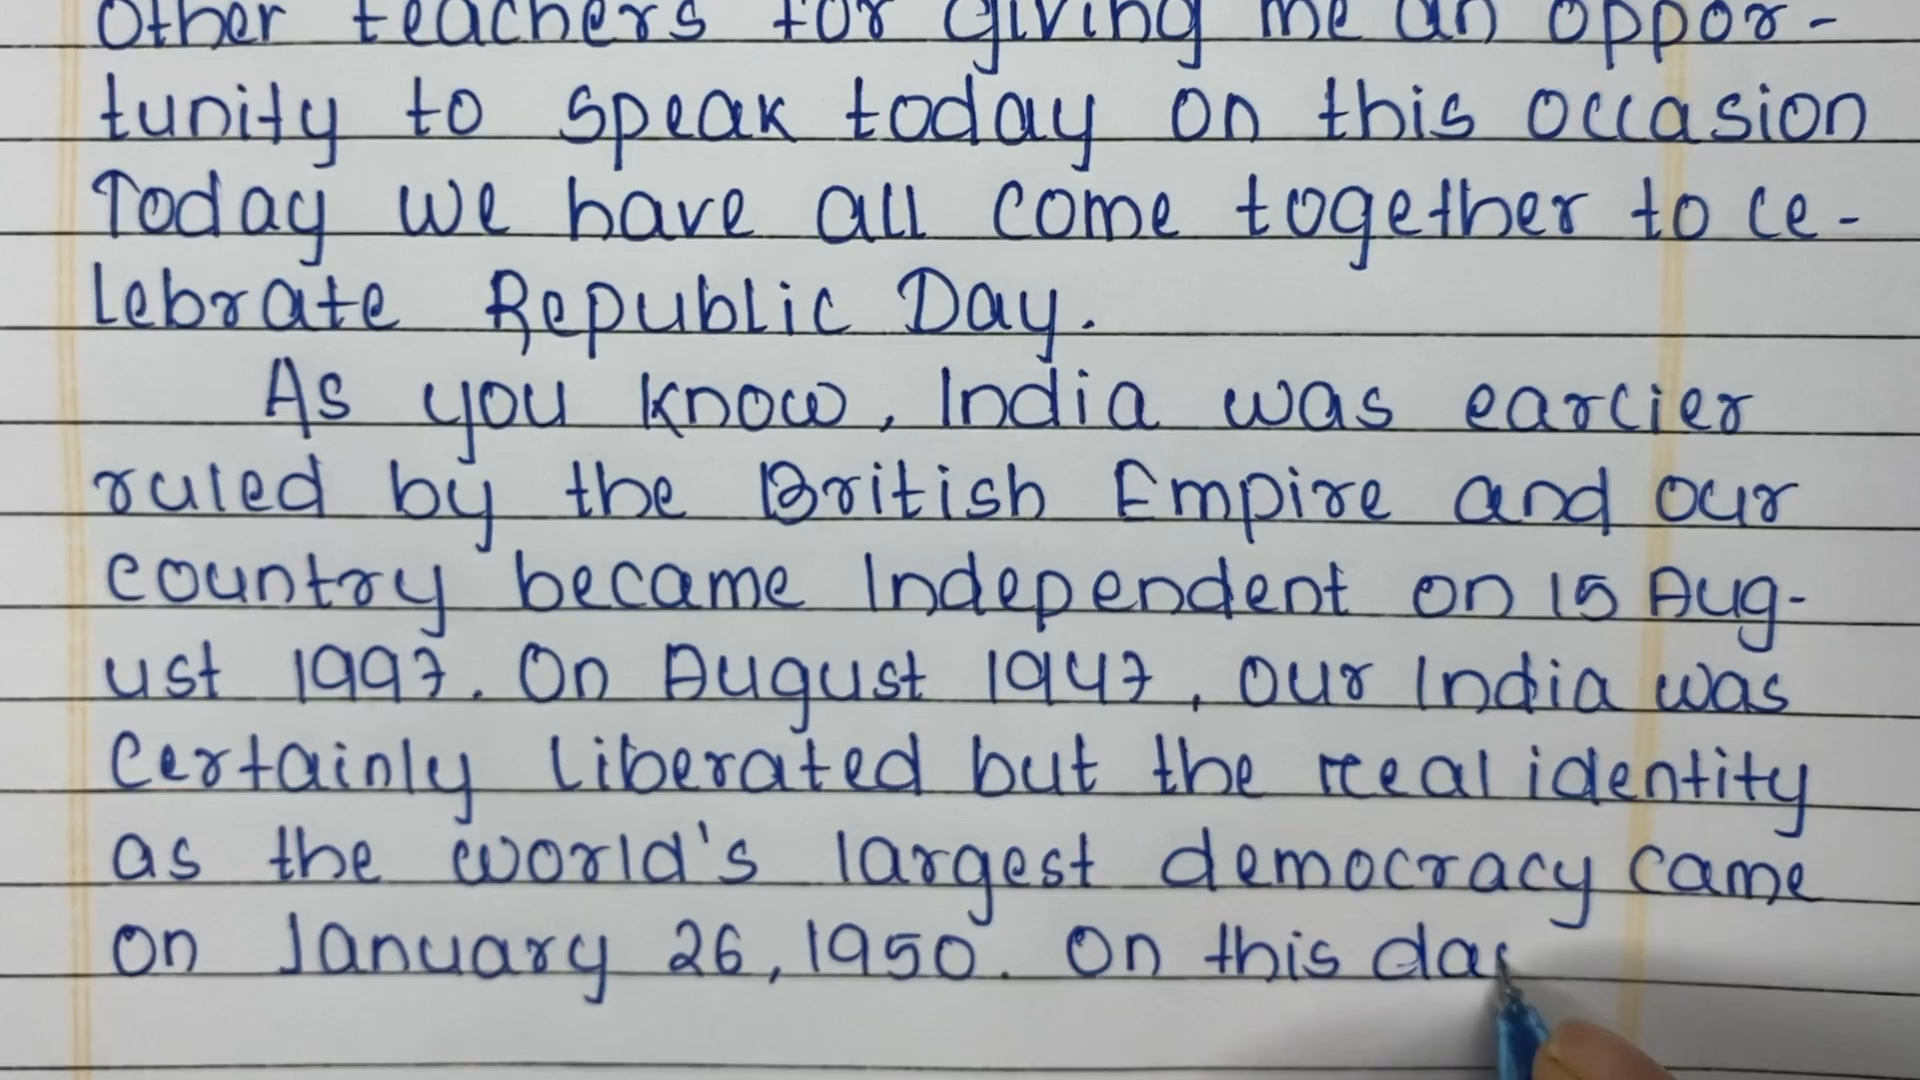 other teachers for giving me an oppor-
tunity to speak today on this occasion
Today we have all come together to ce-
lebrate Republic Day.
As you know, India was earcier
ruled by the British Empire and our
country became Independent on 15 Aug-
ust 1997. On August 1947, our India was
certainly liberated but the real identity
as the world's largest democracy came
on January 26, 1950. On this day